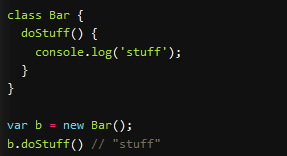 class Bar {
  doStuff() {
    console.log('stuff');
  }
}

var b = new Bar();
b.doStuff() // "stuff"